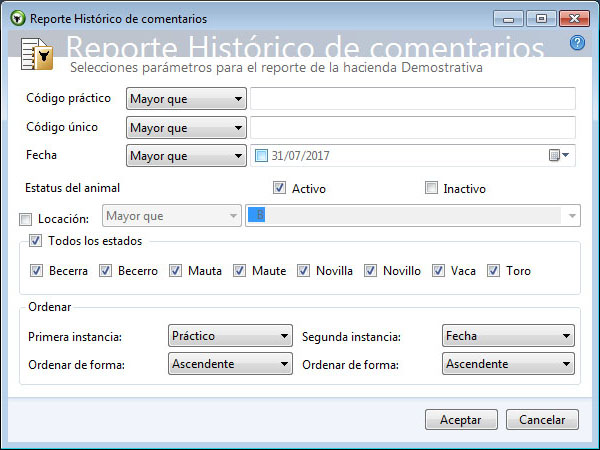 Reporte Histórico de comentarios
Reporte Histórico de comentarios
Selecciones parámetros para el reporte de la hacienda Demostrativa
Código práctico Mayor que
Código único Mayor que
Fecha Mayor que 31/07/2017
Estatus del animal Activo Inactivo
Locación: Mayor que
Todos los estados
Becerra Becerro Mauta Maute Novilla Novillo Vaca Toro
Ordenar
Primera instancia: Práctico Segunda instancia: Fecha
Ordenar de forma: Ascendente Ordenar de forma: Ascendente
Aceptar Cancelar